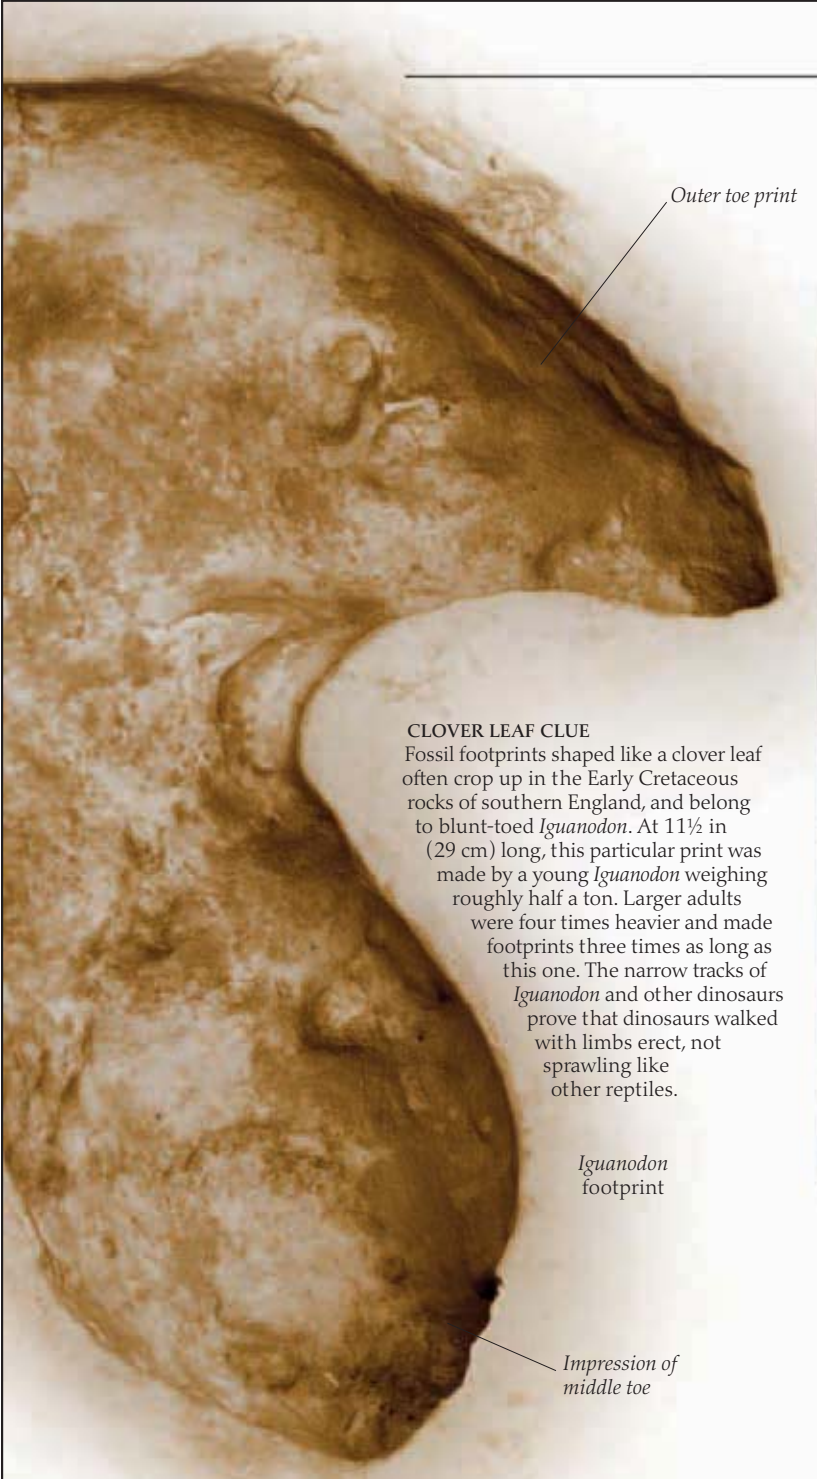 Outer toe print
CLOVER LEAF CLUE
Fossil footprints shaped like a clover leaf
often crop up in the Early Cretaceous
rocks of southern England, and belong
to blunt-toed Iguanodon. At 11½ in
(29 cm) long, this particular print was
made by a young Iguanodon weighing
roughly half a ton. Larger adults
were four times heavier and made
footprints three times as long as
this one. The narrow tracks of
Iguanodon and other dinosaurs
prove that dinosaurs walked
with limbs erect, not
sprawling like
other reptiles.
Iguanodon
footprint
Impression of
middle toe